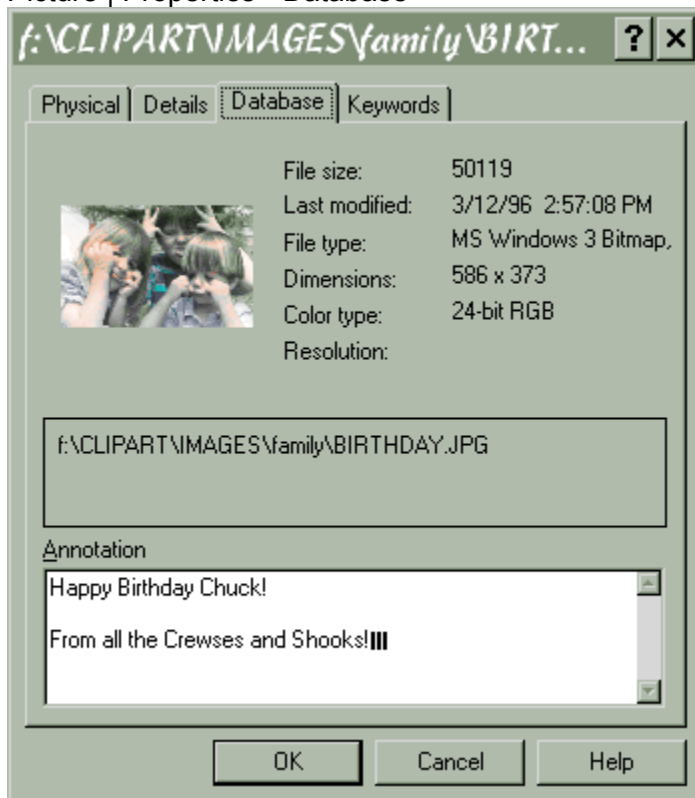 Picture | Properties - Database
f:\CLIPART\IMAGES\family\BIRT... ? ×
Physical Details Database Keywords
File size: 50119
Last modified: 3/12/96 2:57:08 PM
File type: MS Windows 3 Bitmap,
Dimensions: 586 x 373
Color type: 24-bit RGB
Resolution:
f:\CLIPART\IMAGES\family\BIRTHDAY.JPG
Annotation
Happy Birthday Chuck!
From all the Crewses and Shooks!
OK Cancel Help